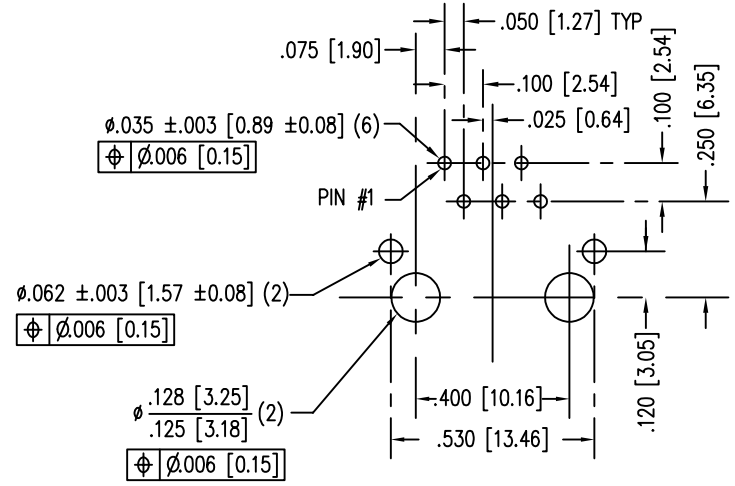 .050 [1.27] TYP
.075 [1.90]
.100 [2.54]
.025 [0.64]
.100 [2.54]
.250 [6.35]
ø.035 ±.003 [0.89 ±0.08] (6)
⌖ Ø.006 [0.15]
PIN #1
ø.062 ±.003 [1.57 ±0.08] (2)
⌖ Ø.006 [0.15]
ø .128 [3.25] (2)
.125 [3.18]
⌖ Ø.006 [0.15]
.400 [10.16]
.530 [13.46]
.120 [3.05]